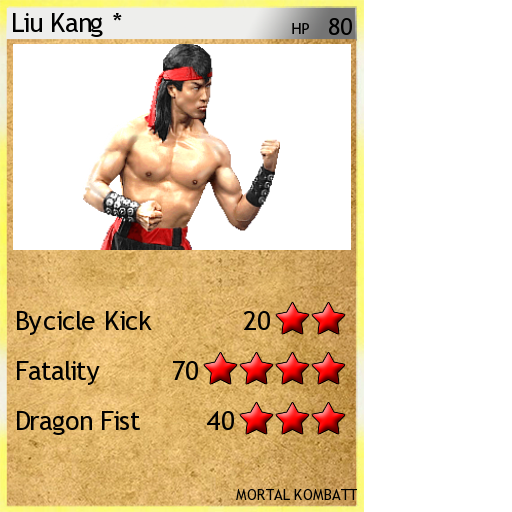 Liu Kang * HP 80
Bycicle Kick 20
Fatality 70
Dragon Fist 40
MORTAL KOMBATT